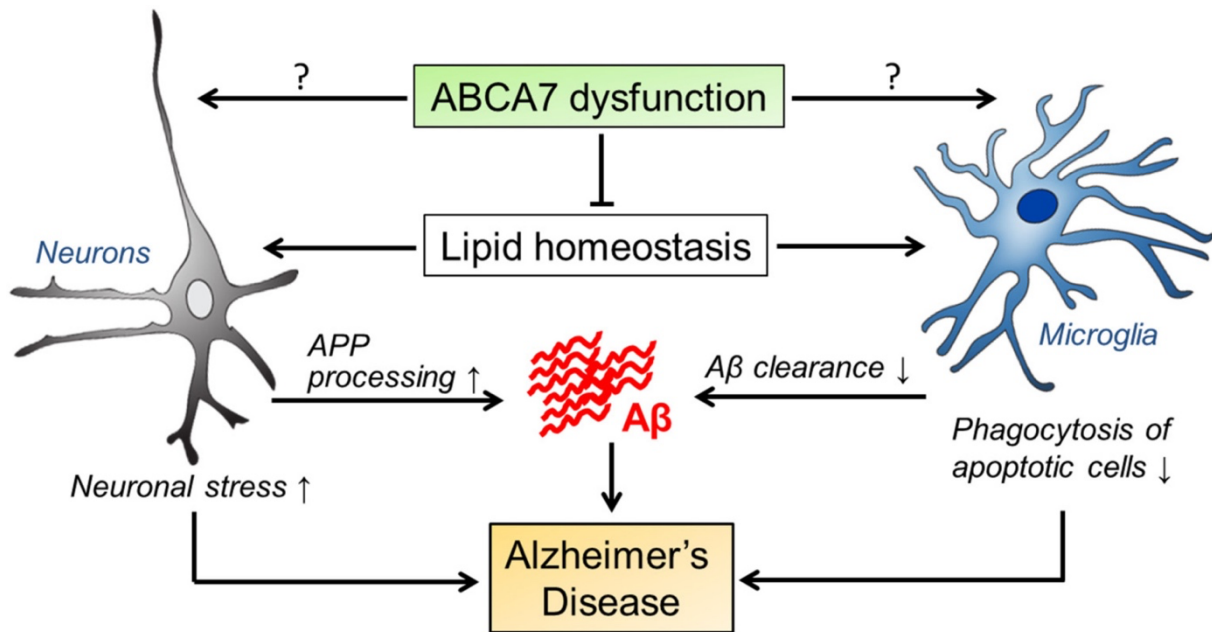 ?
ABCA7 dysfunction
?
Neurons
Lipid homeostasis
Microglia
APP
processing ↑
Aβ
Aβ clearance ↓
Neuronal stress ↑
Phagocytosis of
apoptotic cells ↓
Alzheimer's
Disease